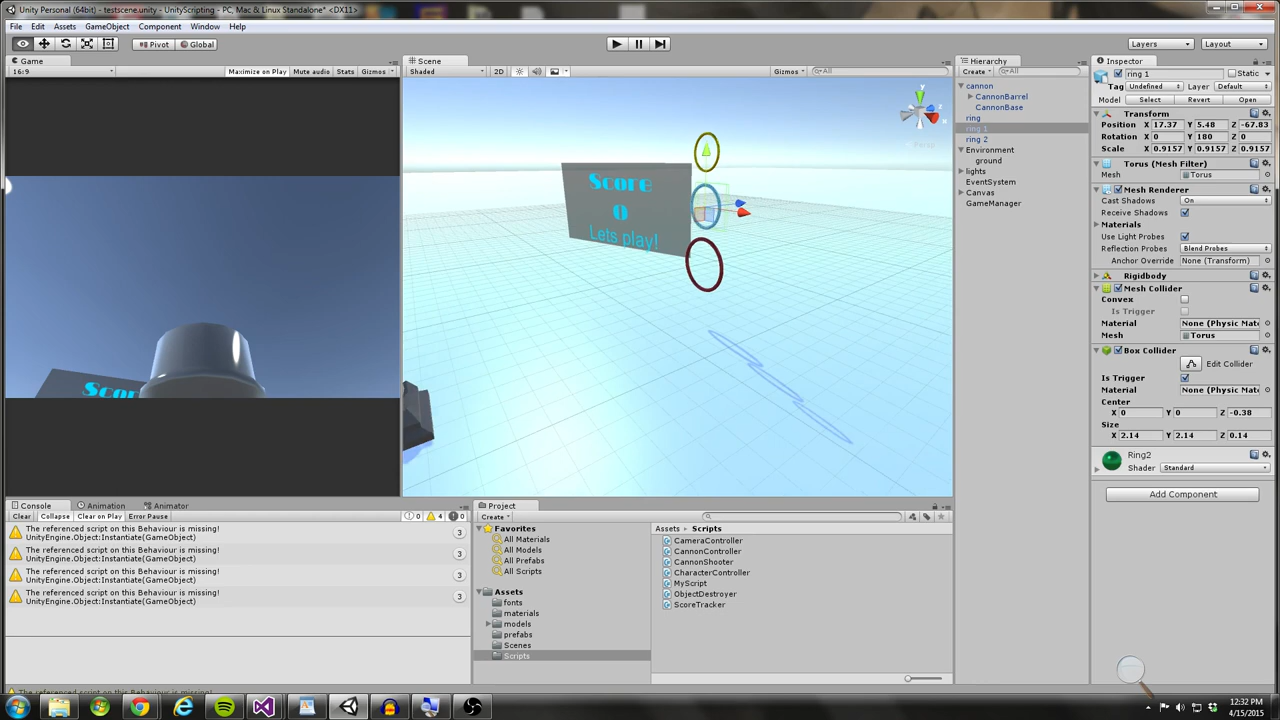 Unity Personal (64bit) - testscene.unity - UnityScripting - PC, Mac & Linux Standalone* <DX11>
File Edit Assets GameObject Component Window Help
Pivot Global Layers Layout
Game
16:9 Maximize on Play Mute audio Stats Gizmos
Score
Scene
Shaded 2D Gizmos All
y
x
Score
0
Lets play!
Hierarchy
Create All
cannon
CannonBarrel
CannonBase
ring
ring 1
ring 2
Environment
ground
lights
EventSystem
Canvas
GameManager
Inspector
ring 1 Static
Tag Undefined Layer Default
Model Select Revert Open
Transform
Position X 17.37 Y 5.48 Z -67.83
Rotation X 0 Y 180 Z 0
Scale X 0.9157 Y 0.9157 Z 0.9157
Torus (Mesh Filter)
Mesh Torus
Mesh Renderer
Cast Shadows On
Receive Shadows
Materials
Use Light Probes
Reflection Probes Blend Probes
Anchor Override None (Transform)
Rigidbody
Mesh Collider
Convex
Is Trigger
Material None (Physic Mate
Mesh Torus
Box Collider
Edit Collider
Is Trigger
Material None (Physic Mate
Center
X 0 Y 0 Z -0.38
Size
X 2.14 Y 2.14 Z 0.14
Ring2
Shader Standard
Add Component
Console Animation Animator
Clear Collapse Clear on Play Error Pause 0 4 0
The referenced script on this Behaviour is missing! 3
UnityEngine.Object:Instantiate(GameObject)
The referenced script on this Behaviour is missing! 3
UnityEngine.Object:Instantiate(GameObject)
The referenced script on this Behaviour is missing! 3
UnityEngine.Object:Instantiate(GameObject)
The referenced script on this Behaviour is missing! 3
UnityEngine.Object:Instantiate(GameObject)
The referenced script on this Behaviour is missing!
Project
Create
Favorites
All Materials
All Models
All Prefabs
All Scripts
Assets
fonts
materials
models
prefabs
Scenes
Scripts
Assets Scripts
CameraController
CannonController
CannonShooter
CharacterController
MyScript
ObjectDestroyer
ScoreTracker
12:32 PM
4/15/2015